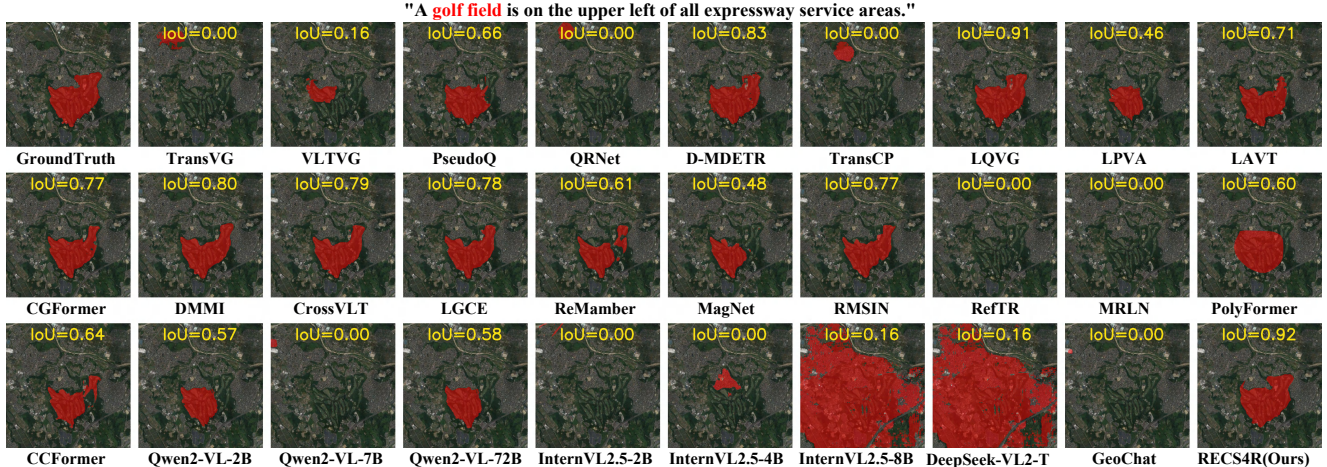 "A golf field is on the upper left of all expressway service areas."
IoU=0.00 IoU=0.16 IoU=0.66 IoU=0.00 IoU=0.83 IoU=0.00 IoU=0.91 IoU=0.46 IoU=0.71
GroundTruth TransVG VLTVG PseudoQ QRNet D-MDETR TransCP LQVG LPVA LAVT
IoU=0.77 IoU=0.80 IoU=0.79 IoU=0.78 IoU=0.61 IoU=0.48 IoU=0.77 IoU=0.00 IoU=0.00 IoU=0.60
CGFormer DMMI CrossVLT LGCE ReMamber MagNet RMSIN RefTR MRLN PolyFormer
IoU=0.64 IoU=0.57 IoU=0.00 IoU=0.58 IoU=0.00 IoU=0.00 IoU=0.16 IoU=0.16 IoU=0.00 IoU=0.92
CCFormer Qwen2-VL-2B Qwen2-VL-7B Qwen2-VL-72B InternVL2.5-2B InternVL2.5-4B InternVL2.5-8B DeepSeek-VL2-T GeoChat RECS4R(Ours)